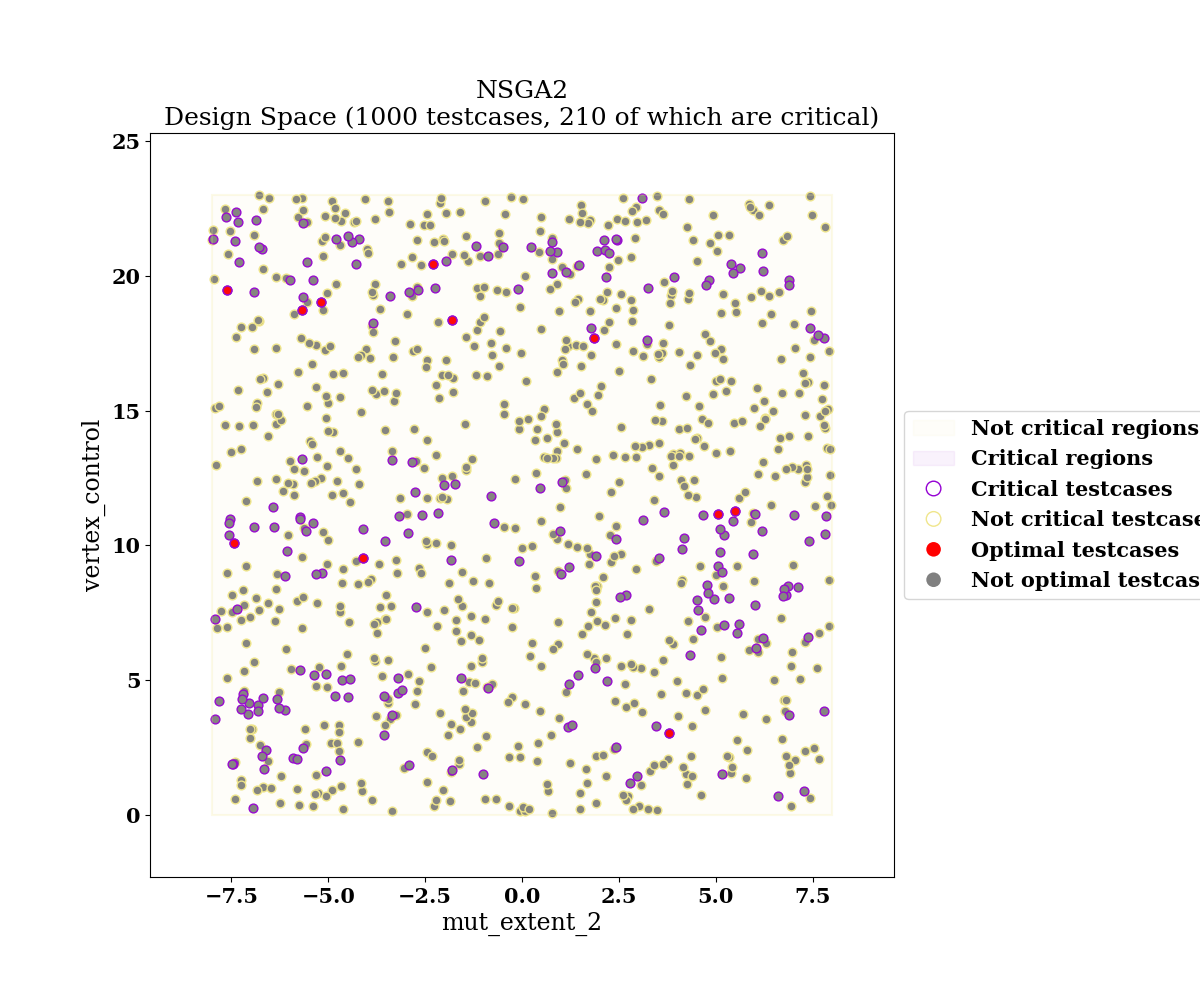 NSGA2
Design Space (1000 testcases, 210 of which are critical)
25
20
15
10
5
0
vertex_control
−7.5 −5.0 −2.5 0.0 2.5 5.0 7.5
mut_extent_2
Not critical regions
Critical regions
Critical testcases
Not critical testcase
Optimal testcases
Not optimal testcas